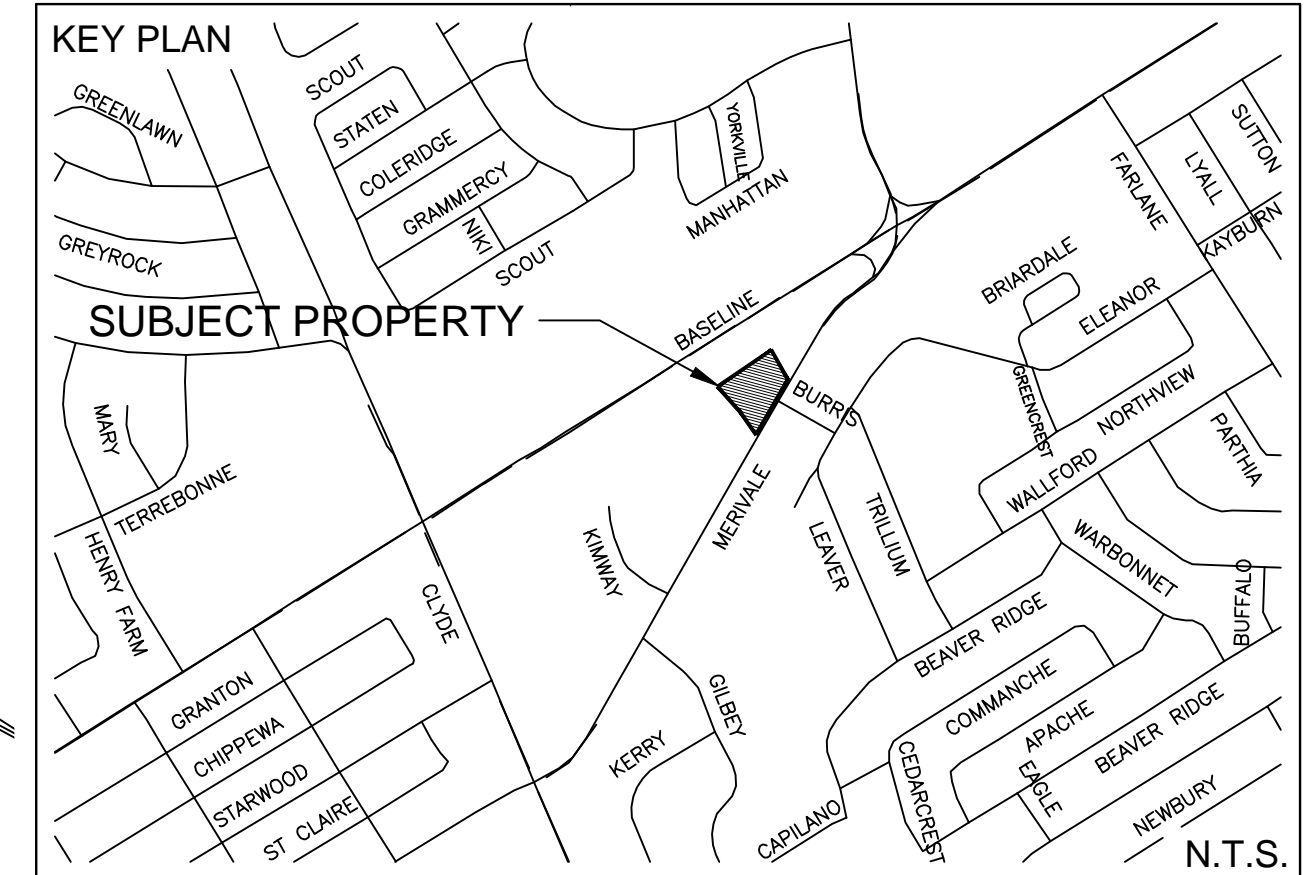 KEY PLAN
GREENLAWN
SCOUT
STATEN
COLERIDGE
GRAMMERCY
NIKI
SCOUT
GREYROCK
YORKVILLE
MANHATTAN
FARLANE
LYALL
SUTTON
KAYBURN
BRIARDALE
ELEANOR
SUBJECT PROPERTY
BASELINE
BURRIS
GREENCREST
NORTHVIEW
WALLFORD
PARTHIA
MARY
TERREBONNE
HENRY FARM
CLYDE
KIMWAY
MERIVALE
LEAVER
TRILLIUM
WARBONNET
BUFFALO
BEAVER RIDGE
GRANTON
CHIPPEWA
STARWOOD
ST CLAIRE
KERRY
GILBEY
COMMANCHE
APACHE
EAGLE
BEAVER RIDGE
CEDARCREST
CAPILANO
NEWBURY
N.T.S.